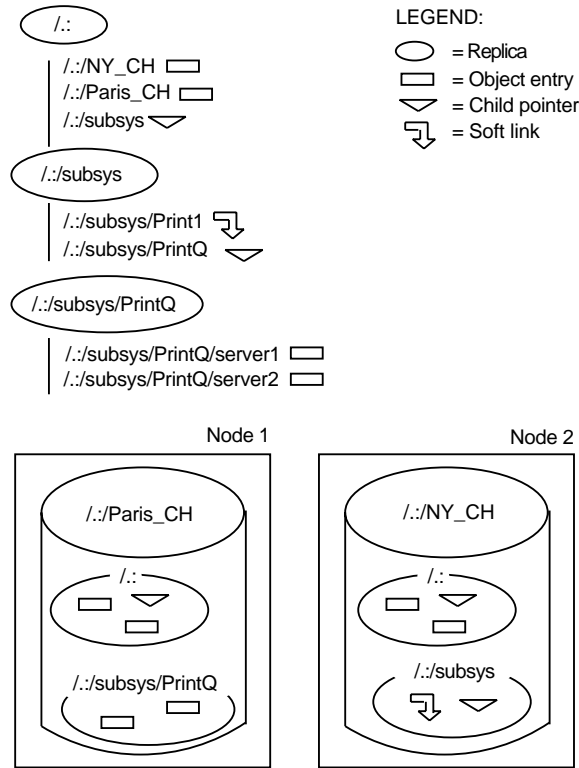 /.:
/.:/NY_CH
/.:/Paris_CH
/.:/subsys
/.:/subsys
/.:/subsys/Print1
/.:/subsys/PrintQ
/.:/subsys/PrintQ
/.:/subsys/PrintQ/server1
/.:/subsys/PrintQ/server2
LEGEND:
= Replica
= Object entry
= Child pointer
= Soft link
Node 1
/.:/Paris_CH
/.:
/.:/subsys/PrintQ
Node 2
/.:/NY_CH
/.:
/.:/subsys